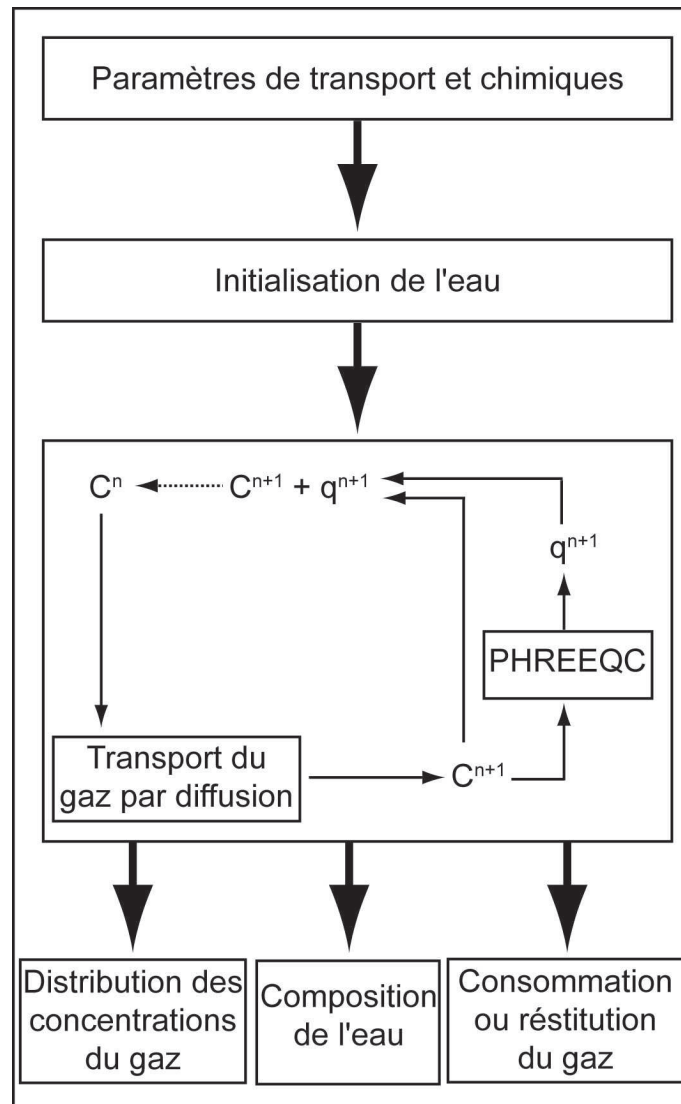 Paramètres de transport et chimiques
Initialisation de l'eau
Cⁿ
Cⁿ⁺¹ + qⁿ⁺¹
qⁿ⁺¹
PHREEQC
Transport du
gaz par diffusion
Cⁿ⁺¹
Distribution des
concentrations
du gaz
Composition
de l'eau
Consommation
ou réstitution
du gaz